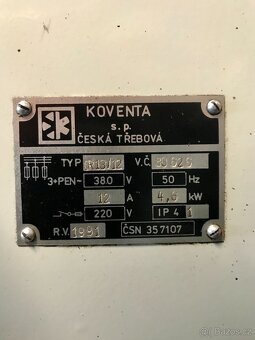 KOVENTA
s.p.
ČESKÁ TŘEBOVÁ
TYP V.Č.
3+PEN~ 380 V 50 Hz
12 A 4,6 kW
220 V IP 4 1
R.V. 1991 ČSN 357107